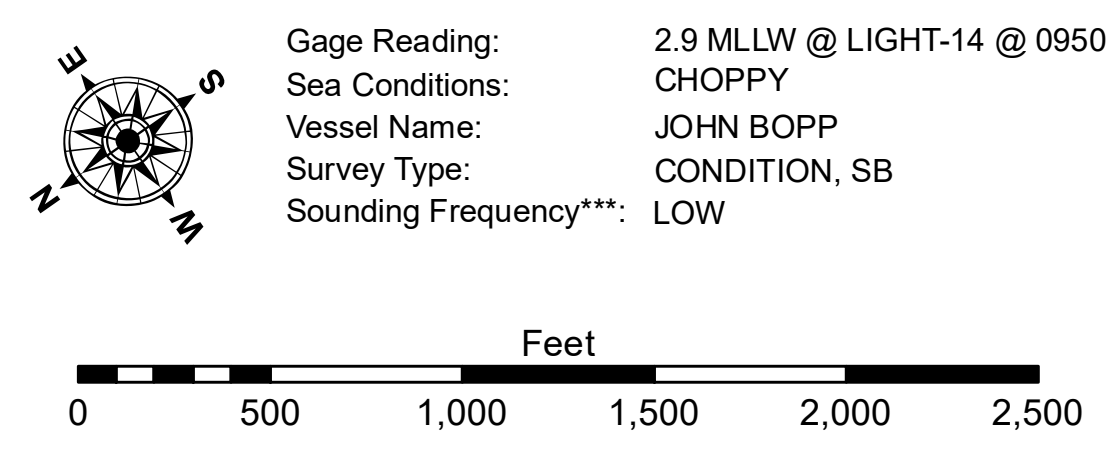 E
S
N
W
Gage Reading: 2.9 MLLW @ LIGHT-14 @ 0950
Sea Conditions: CHOPPY
Vessel Name: JOHN BOPP
Survey Type: CONDITION, SB
Sounding Frequency***: LOW
Feet
0 500 1,000 1,500 2,000 2,500